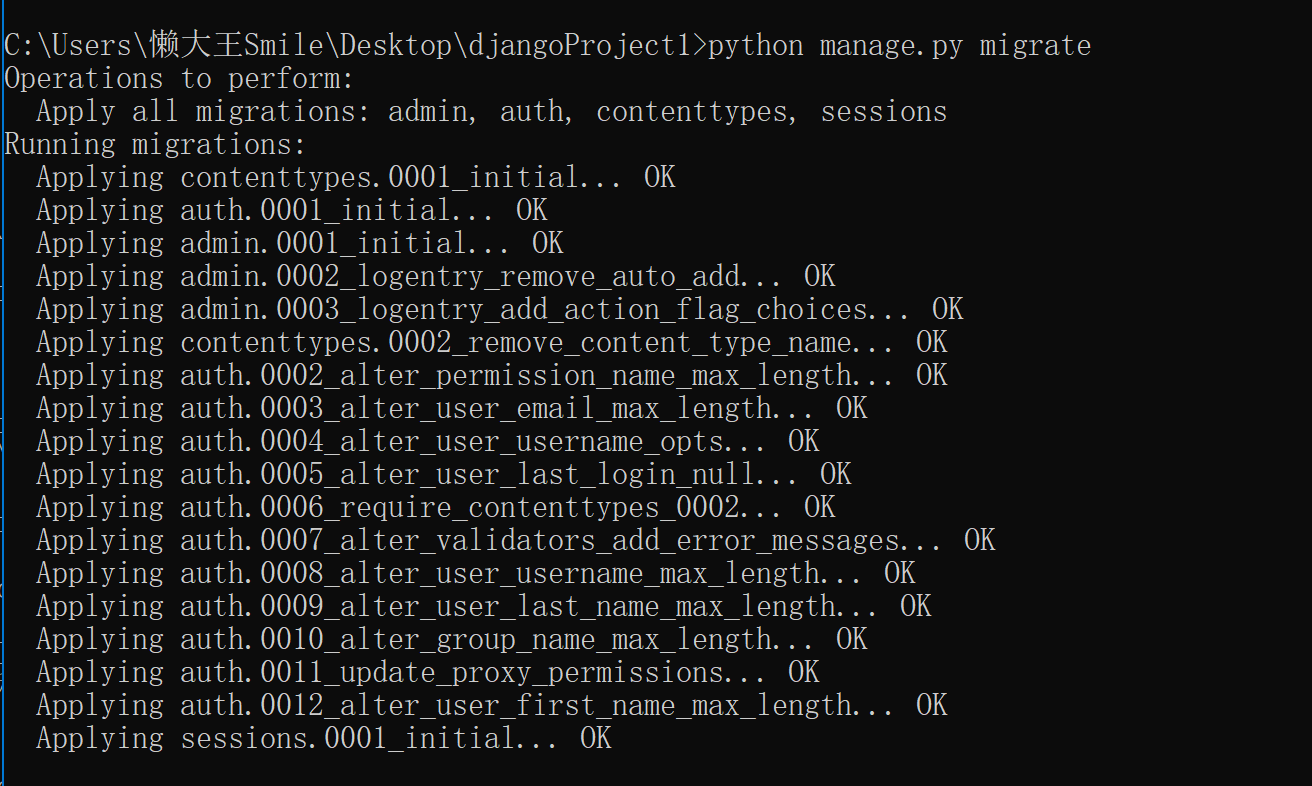 C:\Users\懒大王Smile\Desktop\djangoProject1>python manage.py migrate
Operations to perform:
  Apply all migrations: admin, auth, contenttypes, sessions
Running migrations:
  Applying contenttypes.0001_initial... OK
  Applying auth.0001_initial... OK
  Applying admin.0001_initial... OK
  Applying admin.0002_logentry_remove_auto_add... OK
  Applying admin.0003_logentry_add_action_flag_choices... OK
  Applying contenttypes.0002_remove_content_type_name... OK
  Applying auth.0002_alter_permission_name_max_length... OK
  Applying auth.0003_alter_user_email_max_length... OK
  Applying auth.0004_alter_user_username_opts... OK
  Applying auth.0005_alter_user_last_login_null... OK
  Applying auth.0006_require_contenttypes_0002... OK
  Applying auth.0007_alter_validators_add_error_messages... OK
  Applying auth.0008_alter_user_username_max_length... OK
  Applying auth.0009_alter_user_last_name_max_length... OK
  Applying auth.0010_alter_group_name_max_length... OK
  Applying auth.0011_update_proxy_permissions... OK
  Applying auth.0012_alter_user_first_name_max_length... OK
  Applying sessions.0001_initial... OK